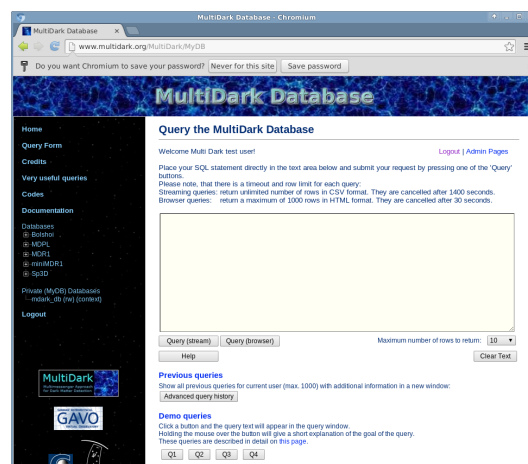 MultiDark Database - Chromium
MultiDark Database
www.multidark.org/MultiDark/MyDB
Do you want Chromium to save your password? Never for this site Save password
MultiDark Database
Home
Query Form
Credits
Very useful queries
Codes
Documentation
Databases
Bolshoi
MDPL
MDR1
miniMDR1
Sp3D
Private (MyDB) Databases
mdark_db (rw) (context)
Logout
MultiDark
Multimessenger Approach
for Dark Matter Detection
GAVO
Query the MultiDark Database
Welcome Multi Dark test user! Logout | Admin Pages
Place your SQL statement directly in the text area below and submit your request by pressing one of the 'Query'
buttons.
Please note, that there is a timeout and row limit for each query:
Streaming queries: return unlimited number of rows in CSV format. They are cancelled after 1400 seconds.
Browser queries: return a maximum of 1000 rows in HTML format. They are cancelled after 30 seconds.
Query (stream) Query (browser) Maximum number of rows to return: 10
Help Clear Text
Previous queries
Show all previous queries for current user (max. 1000) with additional information in a new window:
Advanced query history
Demo queries
Click a button and the query text will appear in the query window.
Holding the mouse over the button will give a short explanation of the goal of the query.
These queries are described in detail on this page.
Q1 Q2 Q3 Q4